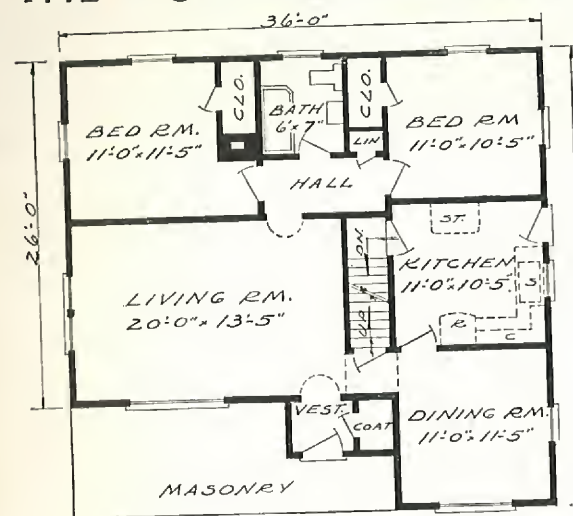 36'-0"
CLO.
BATH
6'x7'
CLO.
BED RM.
11'-0"x11'-5"
BED RM
11'-0"x10'-5"
LIN
HALL
26'-0"
ST.
DN.
KITCHEN
11'-0"x10'-5"
S
LIVING RM.
20'-0"x13'-5"
UP
R
C
VEST.
COAT
DINING RM.
11'-0"x11'-5"
MASONRY